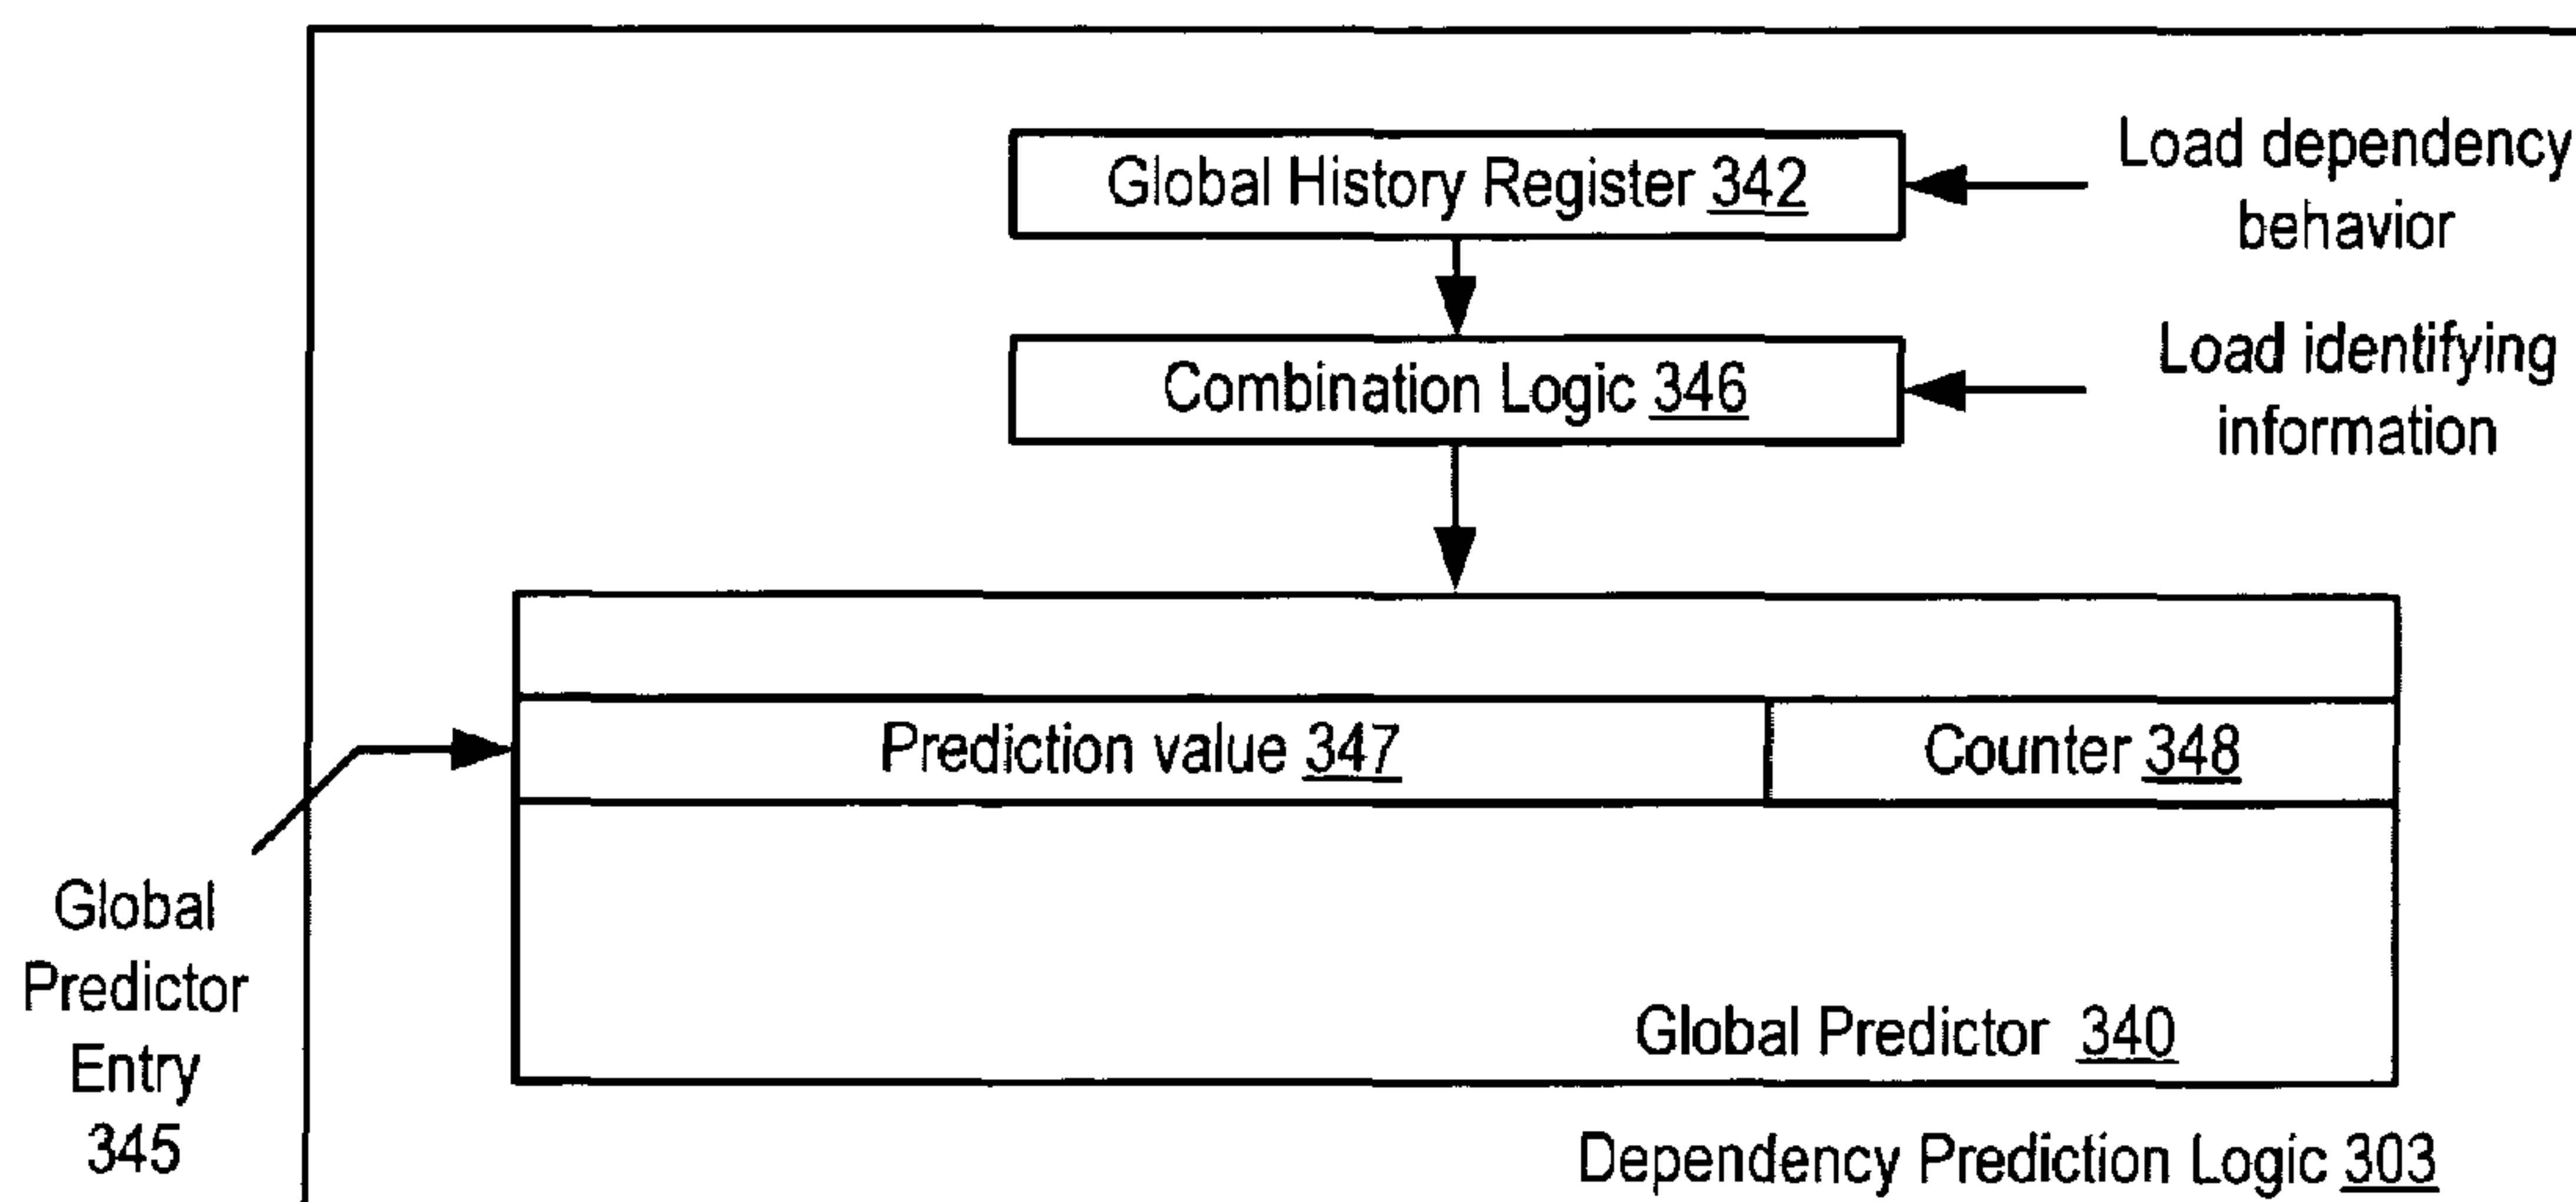 Global History Register 342
Load dependency
behavior
Combination Logic 346
Load identifying
information
Prediction value 347
Counter 348
Global
Predictor
Entry
345
Global Predictor 340
Dependency Prediction Logic 303